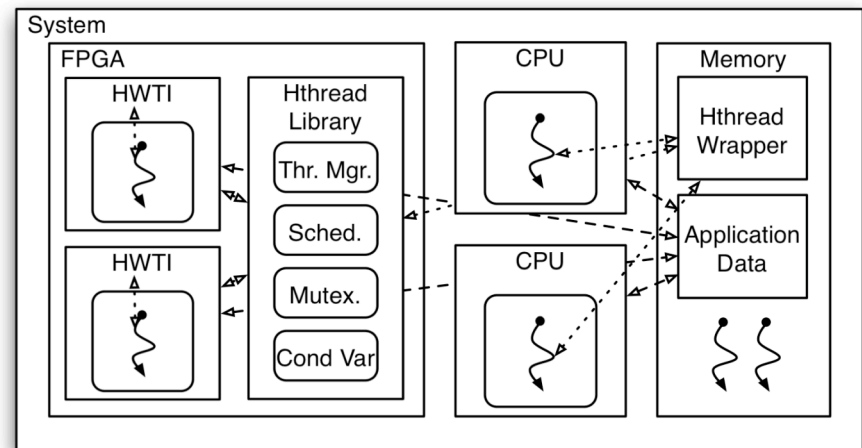 System
FPGA
HWTI
HWTI
Hthread
Library
Thr. Mgr.
Sched.
Mutex.
Cond Var
CPU
CPU
Memory
Hthread
Wrapper
Application
Data